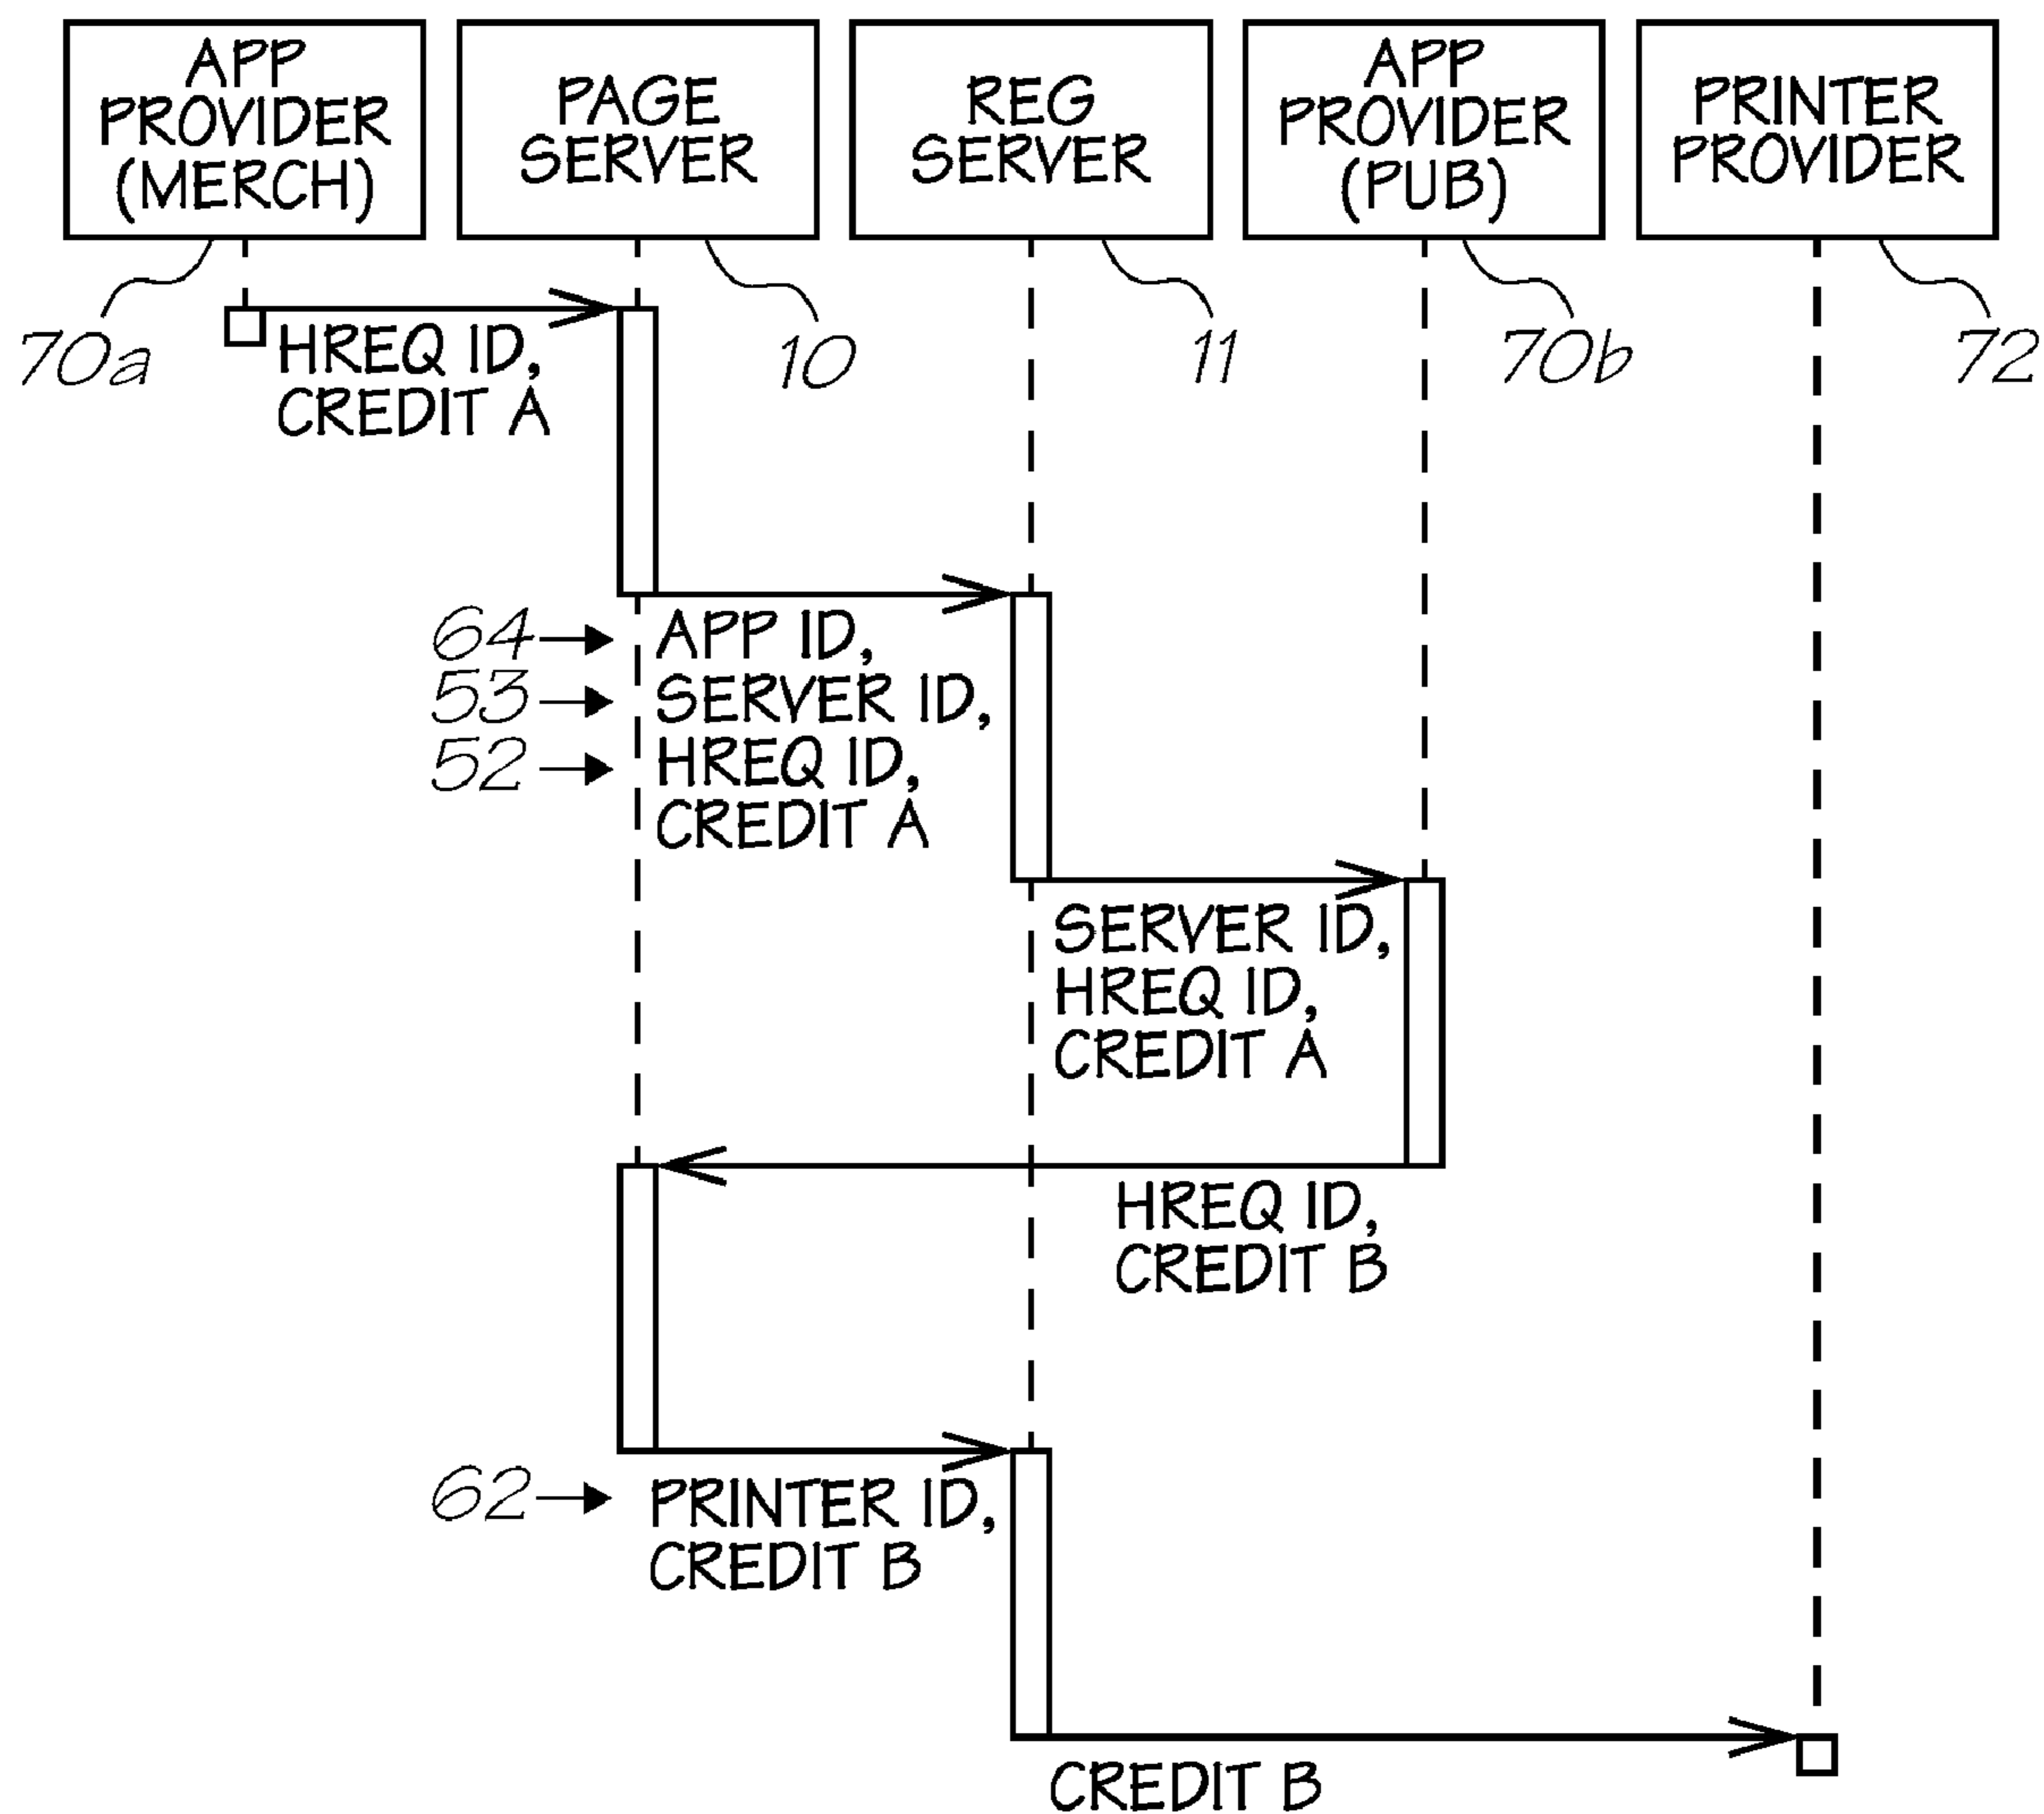 APP
PROVIDER
(MERCH)
PAGE
SERVER
REG
SERVER
APP
PROVIDER
(PUB)
PRINTER
PROVIDER
70a
10
11
70b
72
HREQ ID,
CREDIT A
64
APP ID,
53
SERVER ID,
52
HREQ ID,
CREDIT A
SERVER ID,
HREQ ID,
CREDIT A
HREQ ID,
CREDIT B
62
PRINTER ID,
CREDIT B
CREDIT B